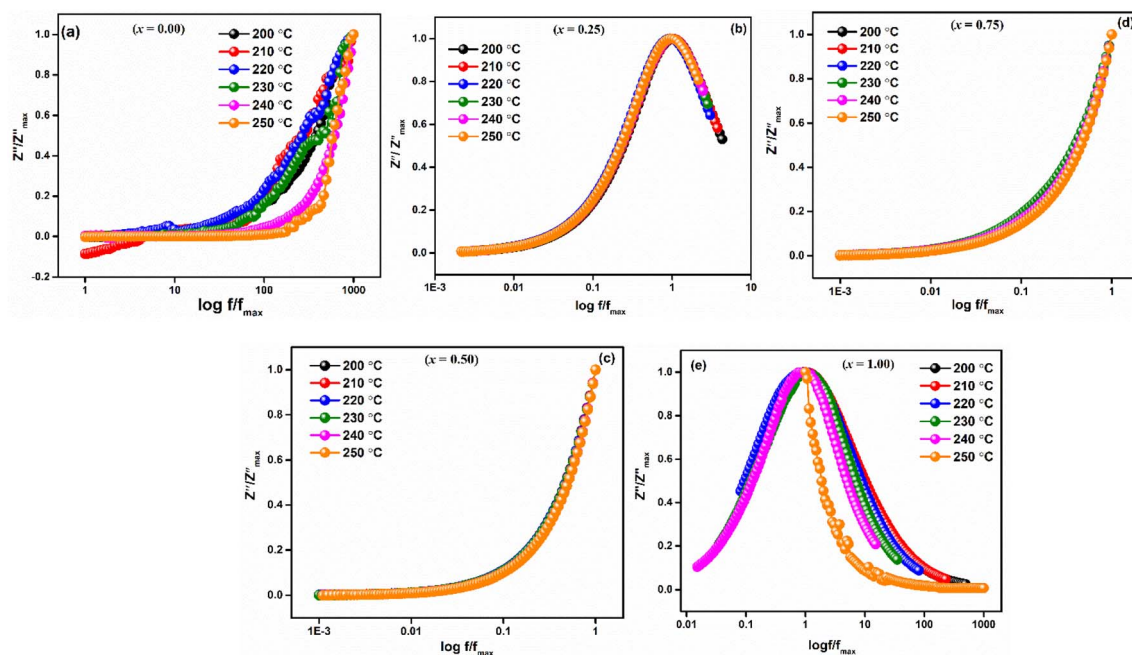 (a)
(x = 0.00)
200 °C
210 °C
220 °C
230 °C
240 °C
250 °C
1.0
0.8
0.6
0.4
0.2
0.0
-0.2
Z''/Z''max
1
10
100
1000
log f/fmax
(b)
(x = 0.25)
200 °C
210 °C
220 °C
230 °C
240 °C
250 °C
1.0
0.8
0.6
0.4
0.2
0.0
Z''/ Z''max
1E-3
0.01
0.1
1
10
log f/fmax
(d)
(x = 0.75)
200 °C
210 °C
220 °C
230 °C
240 °C
250 °C
1.0
0.8
0.6
0.4
0.2
0.0
Z''/Z''max
1E-3
0.01
0.1
1
log f/fmax
(c)
(x = 0.50)
200 °C
210 °C
220 °C
230 °C
240 °C
250 °C
1.0
0.8
0.6
0.4
0.2
0.0
Z''/Z''max
1E-3
0.01
0.1
1
log f/fmax
(e)
(x = 1.00)
200 °C
210 °C
220 °C
230 °C
240 °C
250 °C
1.0
0.8
0.6
0.4
0.2
0.0
Z''/Z''max
0.01
0.1
1
10
100
1000
logf/fmax